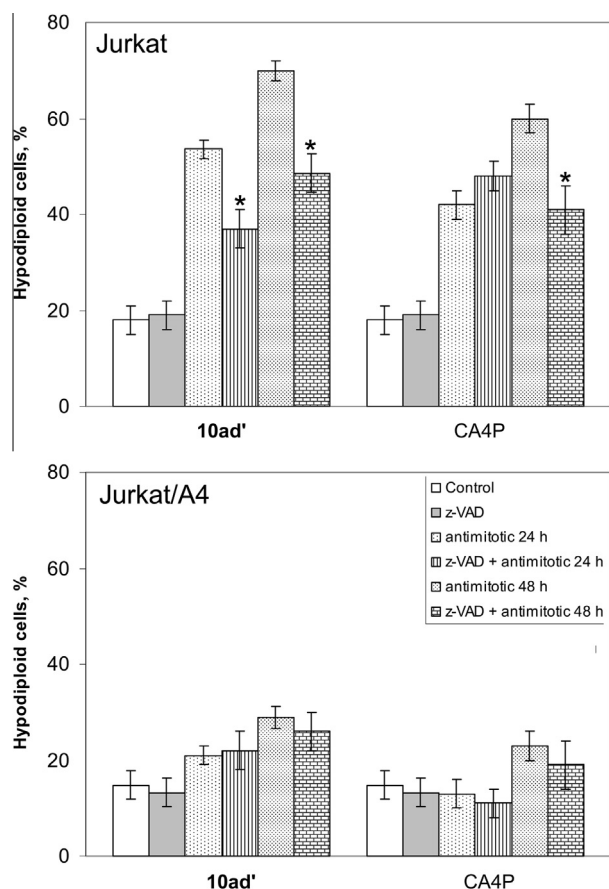 80
Jurkat
60
40
20
0
Hypodiploid cells, %
*
*
*
10ad'
CA4P
80
Jurkat/A4
60
40
20
0
Hypodiploid cells, %
Control
z-VAD
antimitotic 24 h
z-VAD + antimitotic 24 h
antimitotic 48 h
z-VAD + antimitotic 48 h
10ad'
CA4P